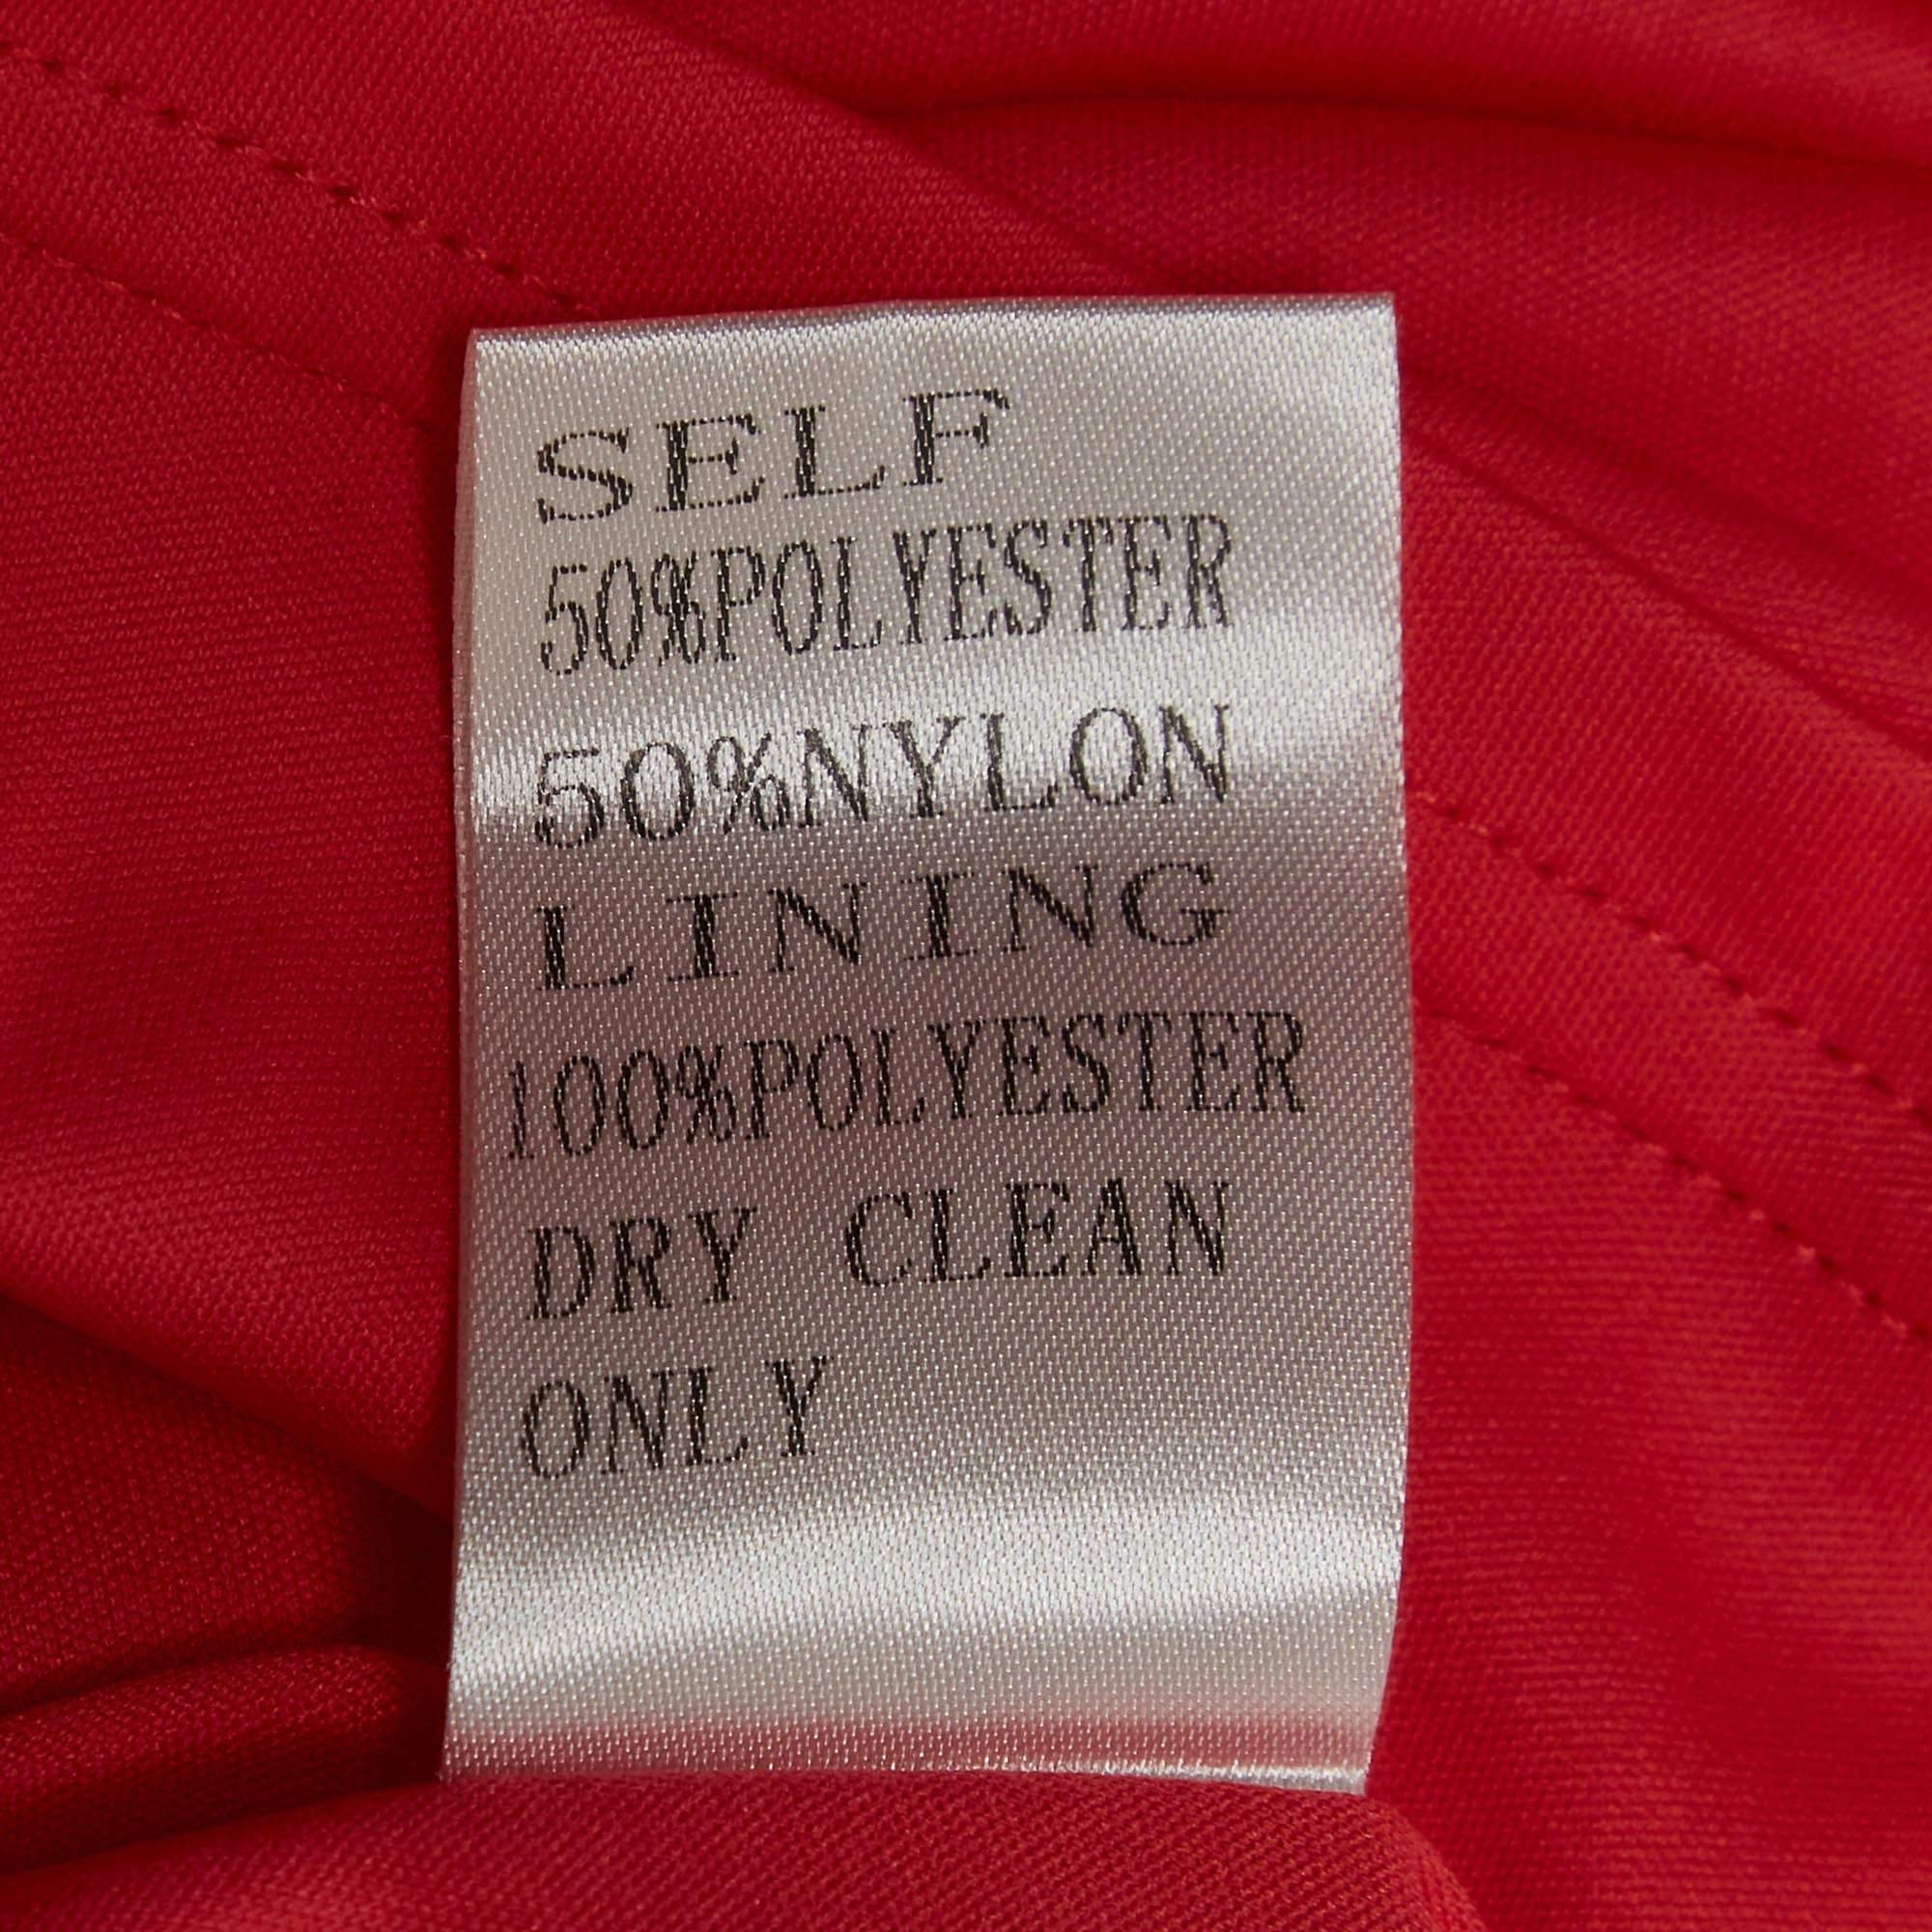 SELF
50%POLYESTER
50%NYLON
LINING
100%POLYESTER
DRY CLEAN
ONLY